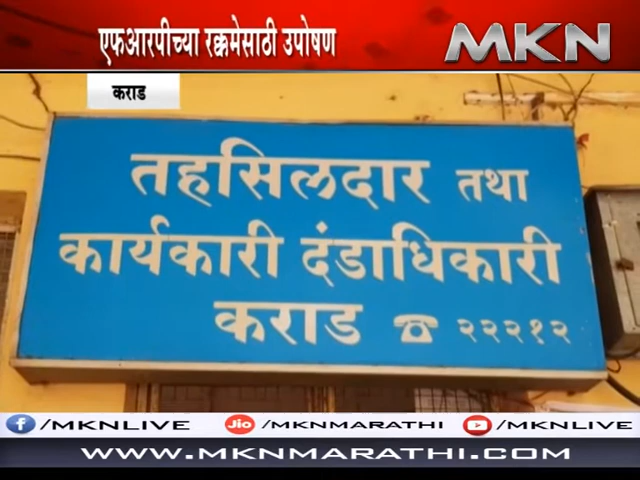 एफआरपीच्या रक्कमेसाठी उपोषण
MKN
कराड
तहसिलदार तथा
कार्यकारी दंडाधिकारी
कराड ☎ २२२१२
/MKNLIVE Jio /MKNMARATHI /MKNLIVE
WWW.MKNMARATHI.COM